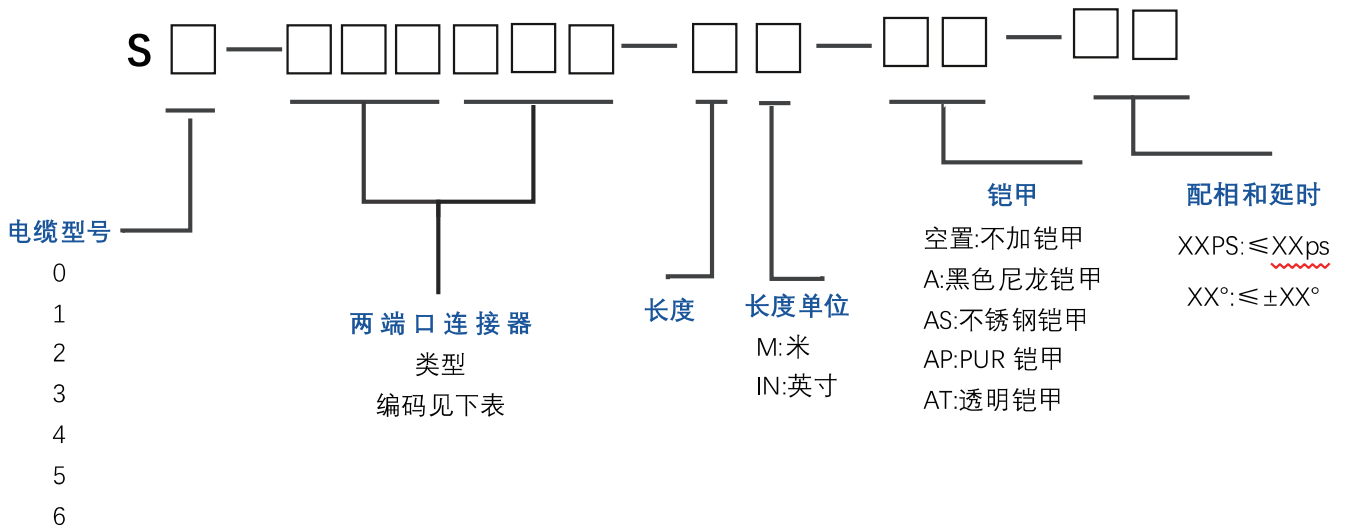 S
电缆型号
0
1
2
3
4
5
6
两端口连接器
类型
编码见下表
长度
长度单位
M:米
IN:英寸
铠甲
空置:不加铠甲
A:黑色尼龙铠甲
AS:不锈钢铠甲
AP:PUR 铠甲
AT:透明铠甲
配相和延时
XXPS:≤XXps
XX°:≤±XX°